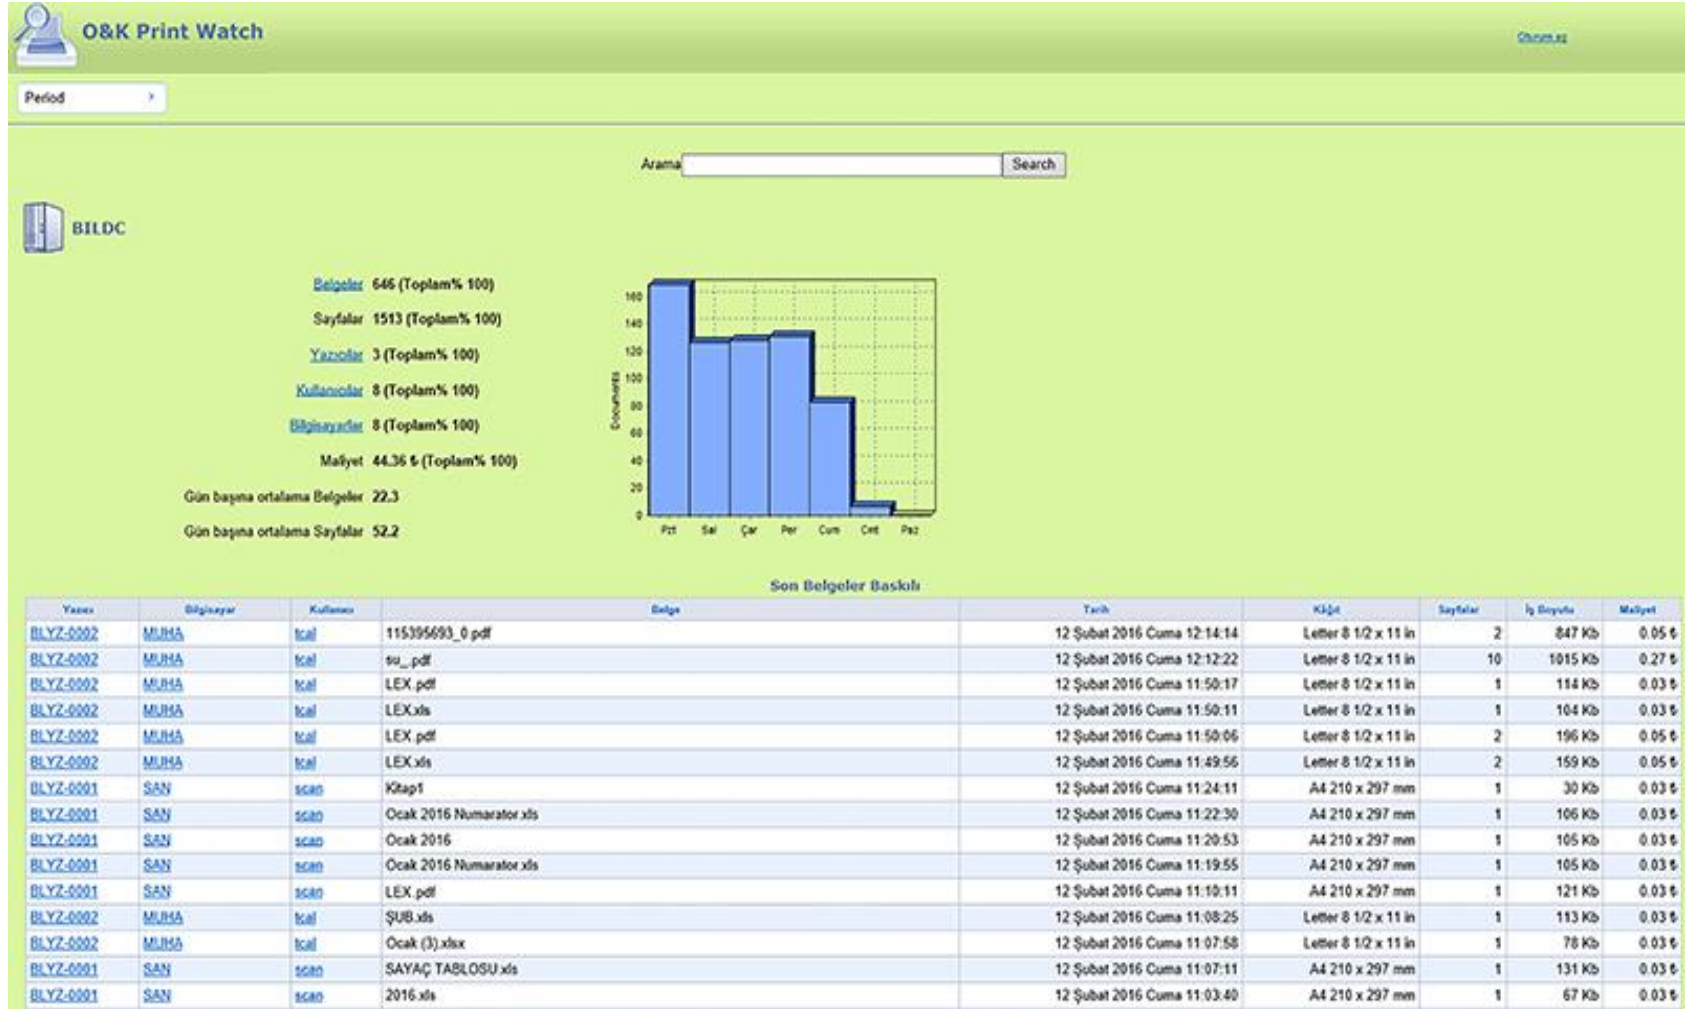 O&K Print Watch
Oturum aç
Period
Arama Search
BILDC
Belgeler 646 (Toplam% 100)
Sayfalar 1513 (Toplam% 100)
Yazıcılar 3 (Toplam% 100)
Kullanıcılar 8 (Toplam% 100)
Bilgisayarlar 8 (Toplam% 100)
Maliyet 44.36 ₺ (Toplam% 100)
Gün başına ortalama Belgeler 22.3
Gün başına ortalama Sayfalar 52.2
Documents
160
140
120
100
80
60
40
20
0
Pzt Sal Çar Per Cum Cmt Paz
Son Belgeler Baskılı
Yazıcı Bilgisayar Kullanıcı Belge Tarih Kâğıt Sayfalar İş Boyutu Maliyet
BLYZ-0002 MUHA tcal 115395693_0.pdf 12 Şubat 2016 Cuma 12:14:14 Letter 8 1/2 x 11 in 2 847 Kb 0.05 ₺
BLYZ-0002 MUHA tcal su_.pdf 12 Şubat 2016 Cuma 12:12:22 Letter 8 1/2 x 11 in 10 1015 Kb 0.27 ₺
BLYZ-0002 MUHA tcal LEX.pdf 12 Şubat 2016 Cuma 11:50:17 Letter 8 1/2 x 11 in 1 114 Kb 0.03 ₺
BLYZ-0002 MUHA tcal LEX.xls 12 Şubat 2016 Cuma 11:50:11 Letter 8 1/2 x 11 in 1 104 Kb 0.03 ₺
BLYZ-0002 MUHA tcal LEX.pdf 12 Şubat 2016 Cuma 11:50:06 Letter 8 1/2 x 11 in 2 196 Kb 0.05 ₺
BLYZ-0002 MUHA tcal LEX.xls 12 Şubat 2016 Cuma 11:49:56 Letter 8 1/2 x 11 in 2 159 Kb 0.05 ₺
BLYZ-0001 SAN scan Kitap1 12 Şubat 2016 Cuma 11:24:11 A4 210 x 297 mm 1 30 Kb 0.03 ₺
BLYZ-0001 SAN scan Ocak 2016 Numarator.xls 12 Şubat 2016 Cuma 11:22:30 A4 210 x 297 mm 1 106 Kb 0.03 ₺
BLYZ-0001 SAN scan Ocak 2016 12 Şubat 2016 Cuma 11:20:53 A4 210 x 297 mm 1 105 Kb 0.03 ₺
BLYZ-0001 SAN scan Ocak 2016 Numarator.xls 12 Şubat 2016 Cuma 11:19:55 A4 210 x 297 mm 1 105 Kb 0.03 ₺
BLYZ-0001 SAN scan LEX.pdf 12 Şubat 2016 Cuma 11:10:11 A4 210 x 297 mm 1 121 Kb 0.03 ₺
BLYZ-0002 MUHA tcal ŞUB.xls 12 Şubat 2016 Cuma 11:08:25 Letter 8 1/2 x 11 in 1 113 Kb 0.03 ₺
BLYZ-0002 MUHA tcal Ocak (3).xlsx 12 Şubat 2016 Cuma 11:07:58 Letter 8 1/2 x 11 in 1 78 Kb 0.03 ₺
BLYZ-0001 SAN scan SAYAÇ TABLOSU.xls 12 Şubat 2016 Cuma 11:07:11 A4 210 x 297 mm 1 131 Kb 0.03 ₺
BLYZ-0001 SAN scan 2016.xls 12 Şubat 2016 Cuma 11:03:40 A4 210 x 297 mm 1 67 Kb 0.03 ₺